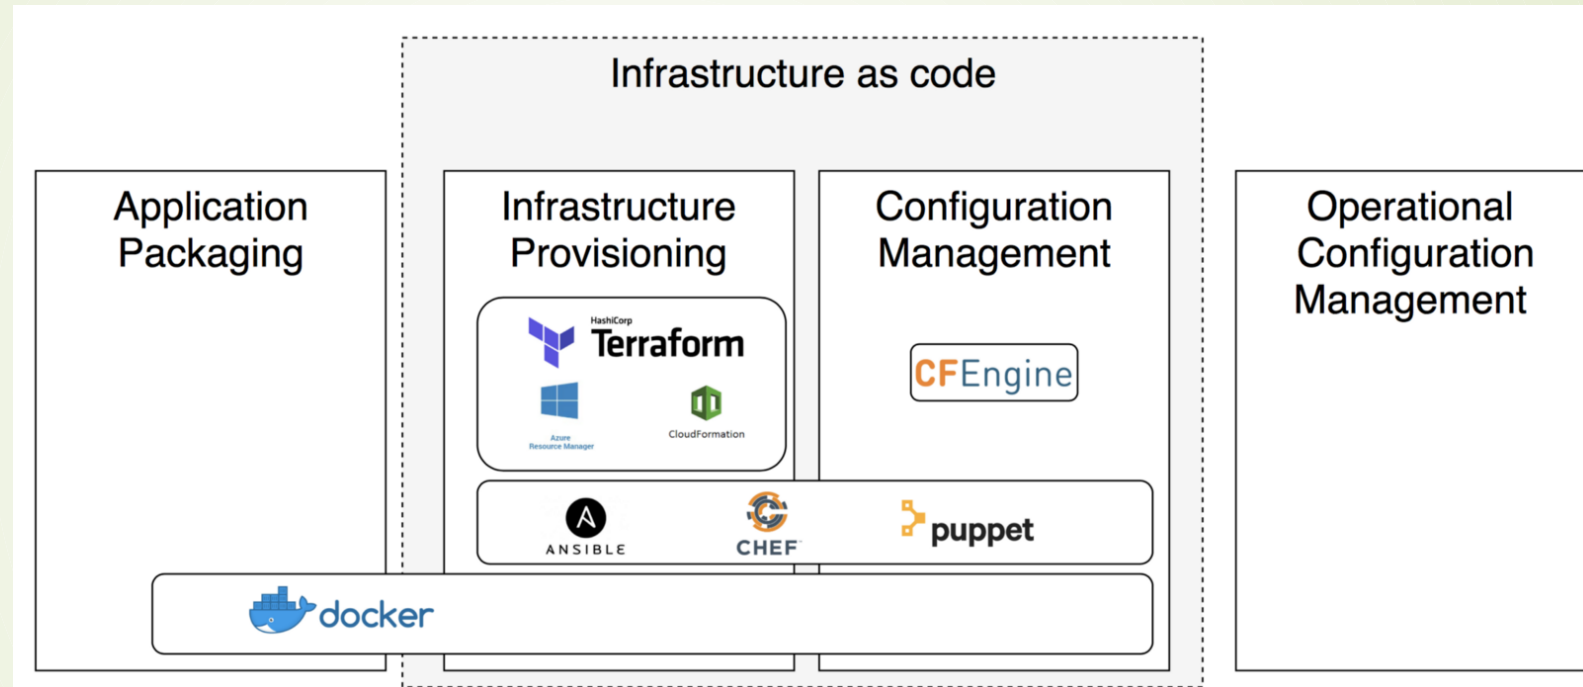 Infrastructure as code
Application
Packaging
Infrastructure
Provisioning
HashiCorp
Terraform
Azure
Resource Manager
CloudFormation
Configuration
Management
CFEngine
Operational
Configuration
Management
ANSIBLE
CHEF
puppet
docker